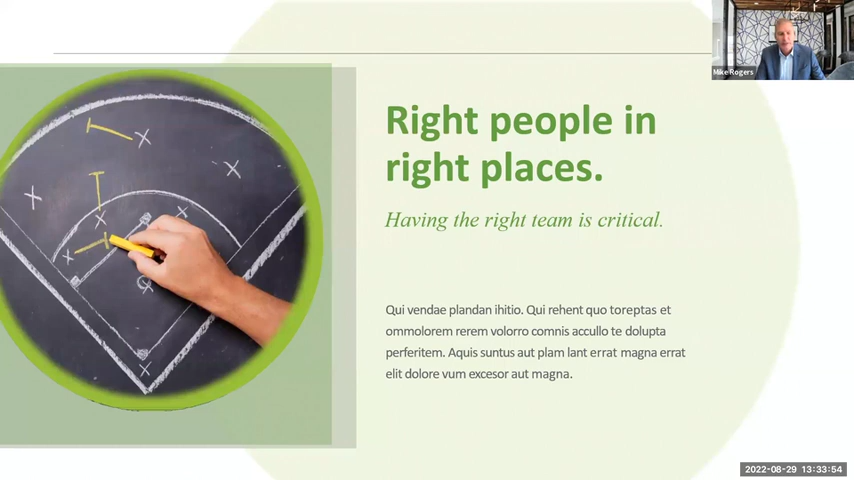 Mike Rogers
Right people in
right places.
Having the right team is critical.
Qui vendae plandan ihitio. Qui rehent quo toreptas et
ommolorem rerem volorro comnis accullo te dolupta
perferitem. Aquis suntus aut plam lant errat magna errat
elit dolore vum excesor aut magna.
2022-08-29 13:33:54